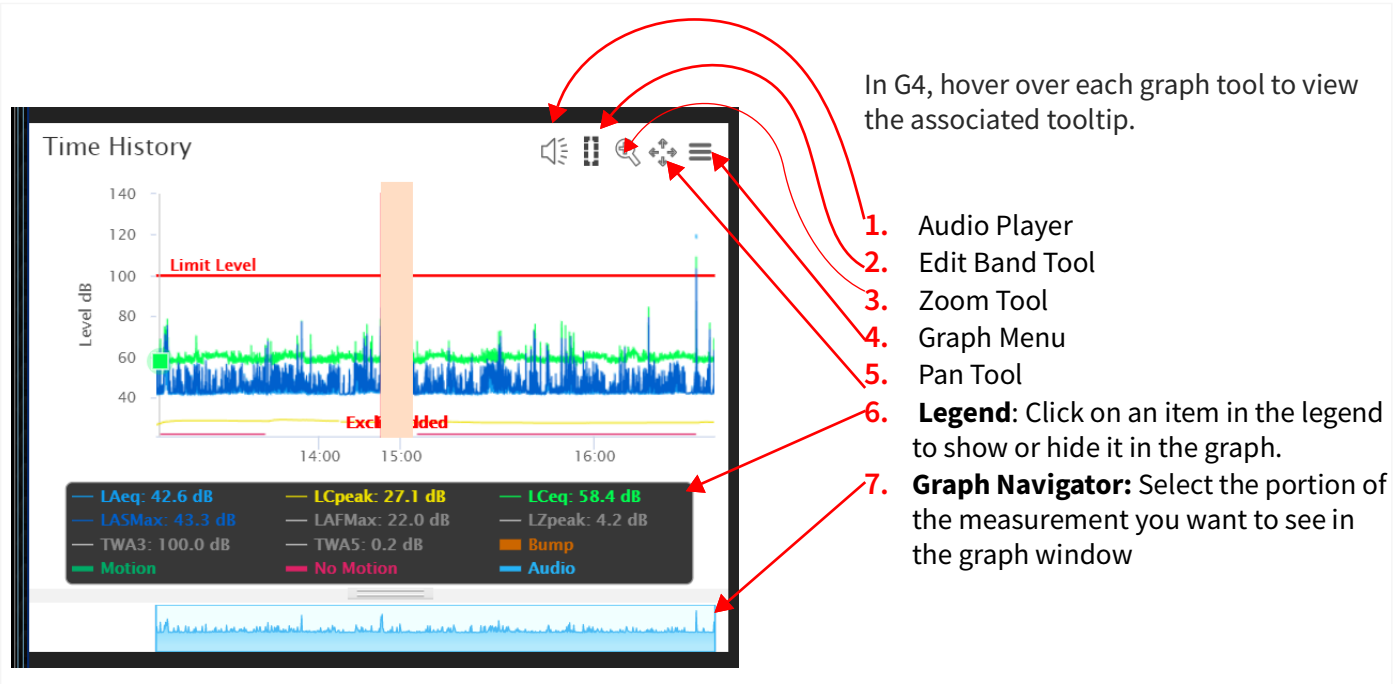 In G4, hover over each graph tool to view
the associated tooltip.
Time History
140
120
100
80
60
40
Level dB
Limit Level
14:00 15:00 16:00
LAeq: 42.6 dB LCpeak: 27.1 dB LCeq: 58.4 dB
LASMax: 43.3 dB LAFMax: 22.0 dB LZpeak: 4.2 dB
TWA3: 100.0 dB TWA5: 0.2 dB Bump
Motion No Motion Audio
1. Audio Player
2. Edit Band Tool
3. Zoom Tool
4. Graph Menu
5. Pan Tool
6. Legend: Click on an item in the legend
to show or hide it in the graph.
7. Graph Navigator: Select the portion of
the measurement you want to see in
the graph window